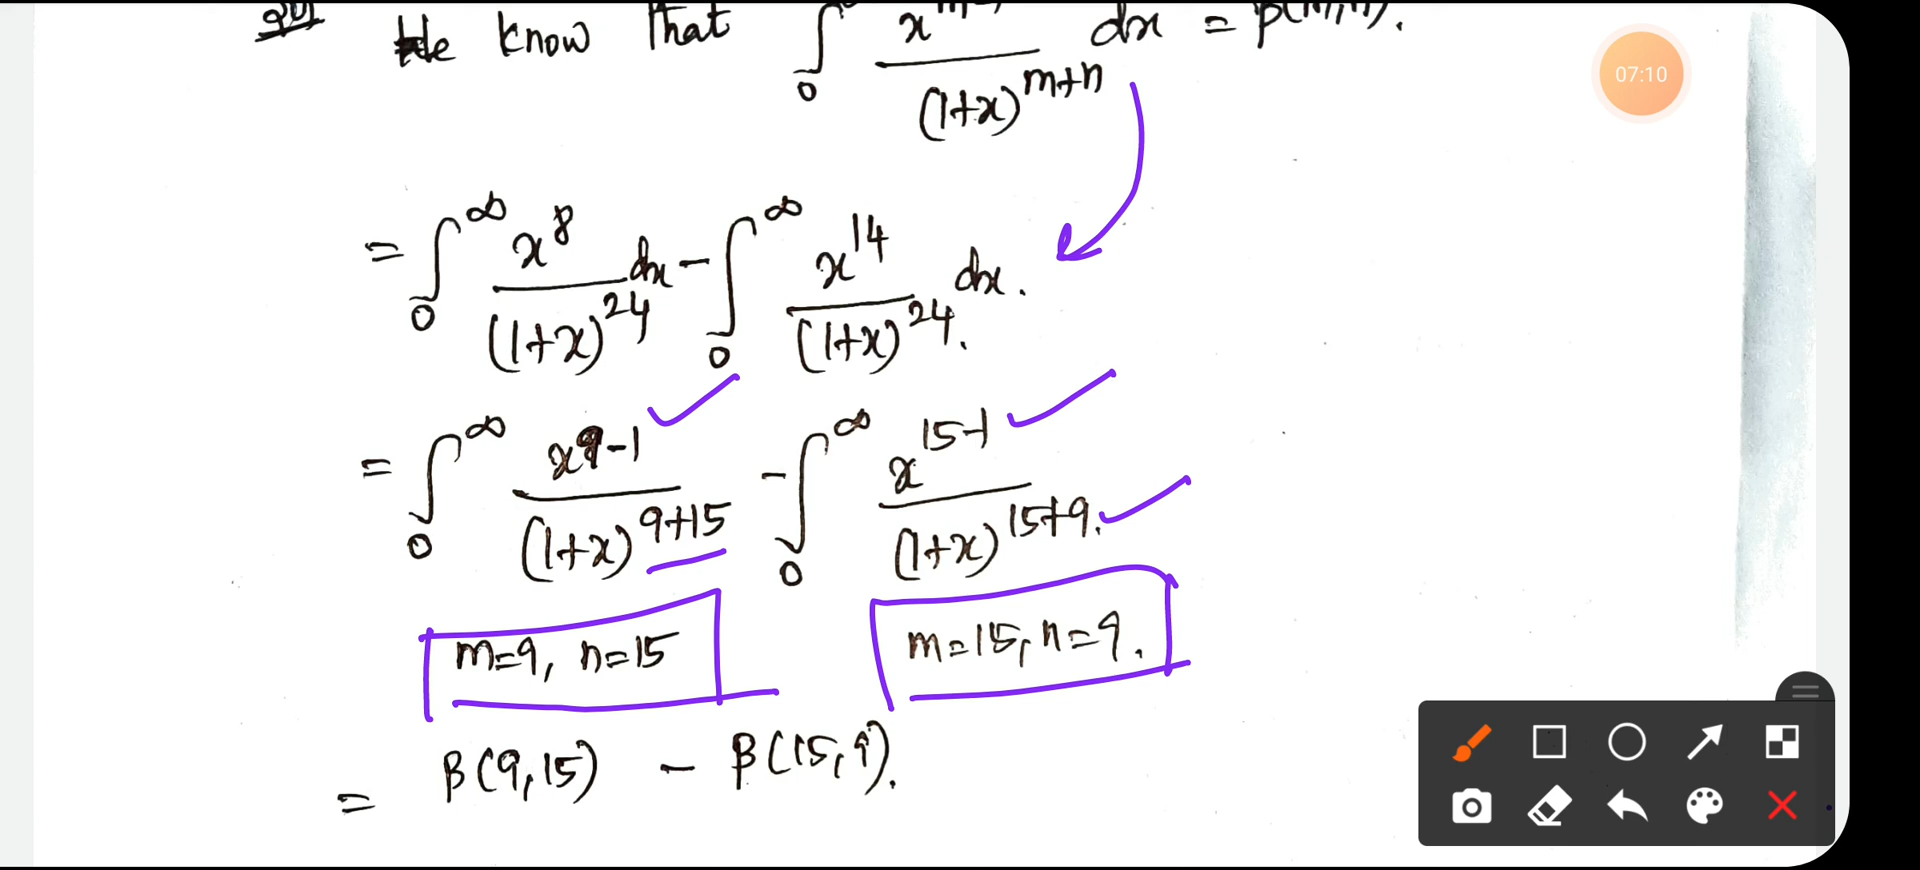 We know that ∫₀ x^m / (1+x)^{m+n} dx = β(m,n).
07:10
= ∫₀^∞ x^8 / (1+x)^{24} dx - ∫₀^∞ x^{14} / (1+x)^{24}. dx.
= ∫₀^∞ x^{9-1} / (1+x)^{9+15} - ∫₀^∞ x^{15-1} / (1+x)^{15+9}.
m=9, n=15 m=15, n=9.
= β(9,15) - β(15,9).